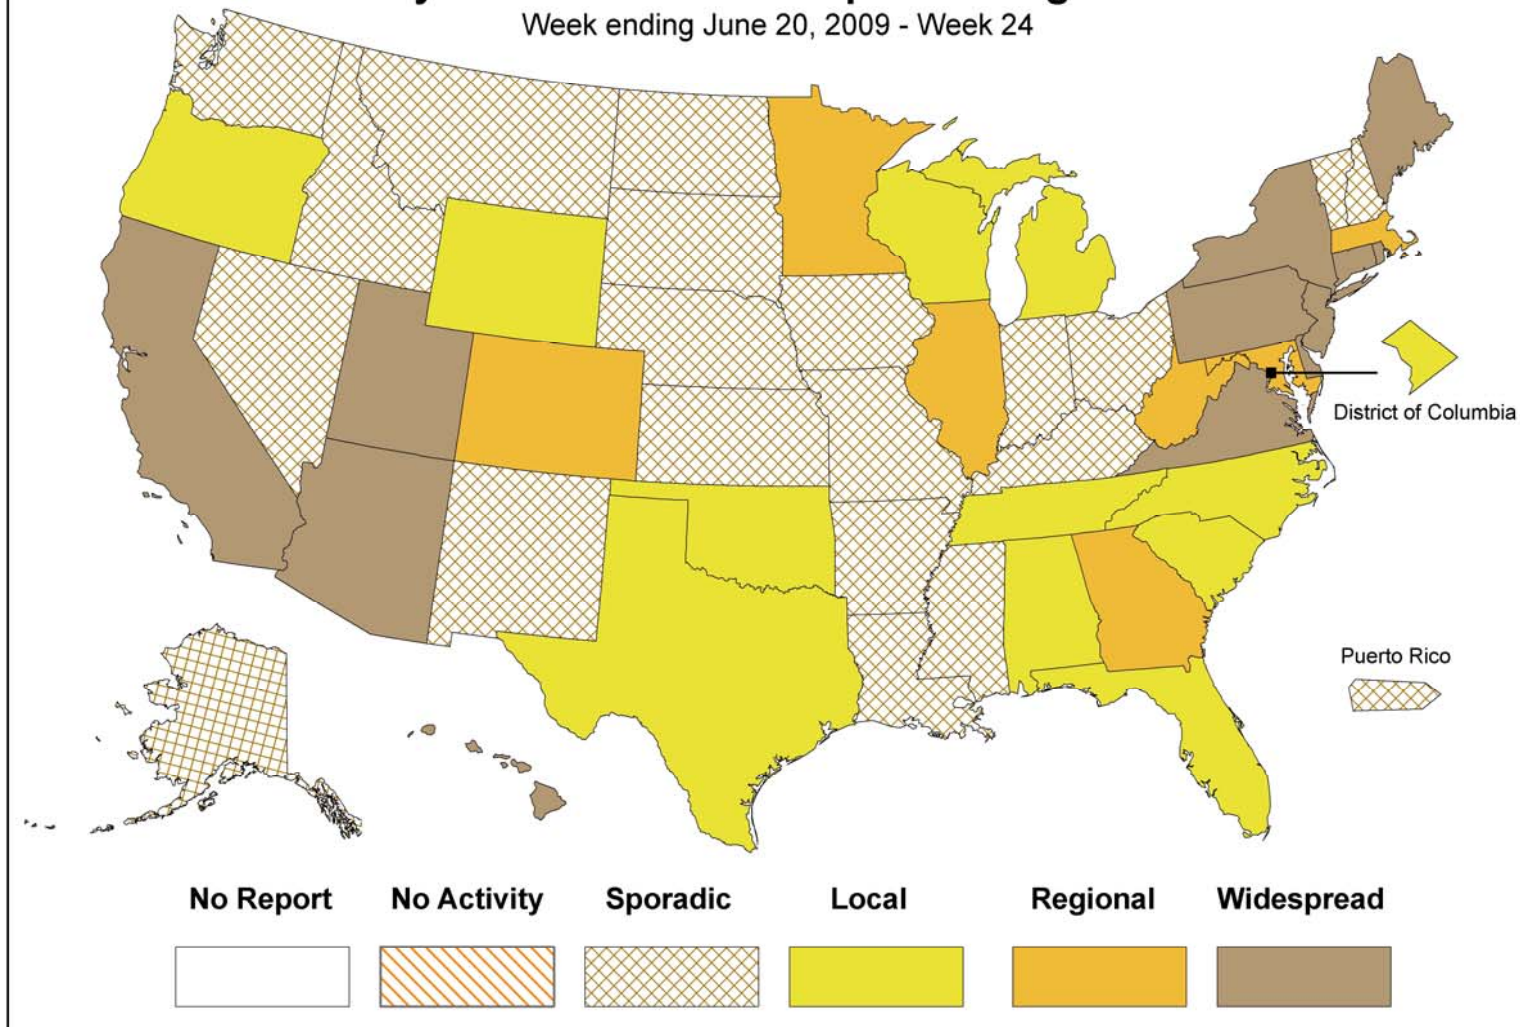 Week ending June 20, 2009 - Week 24
District of Columbia
Puerto Rico
No Report No Activity Sporadic Local Regional Widespread